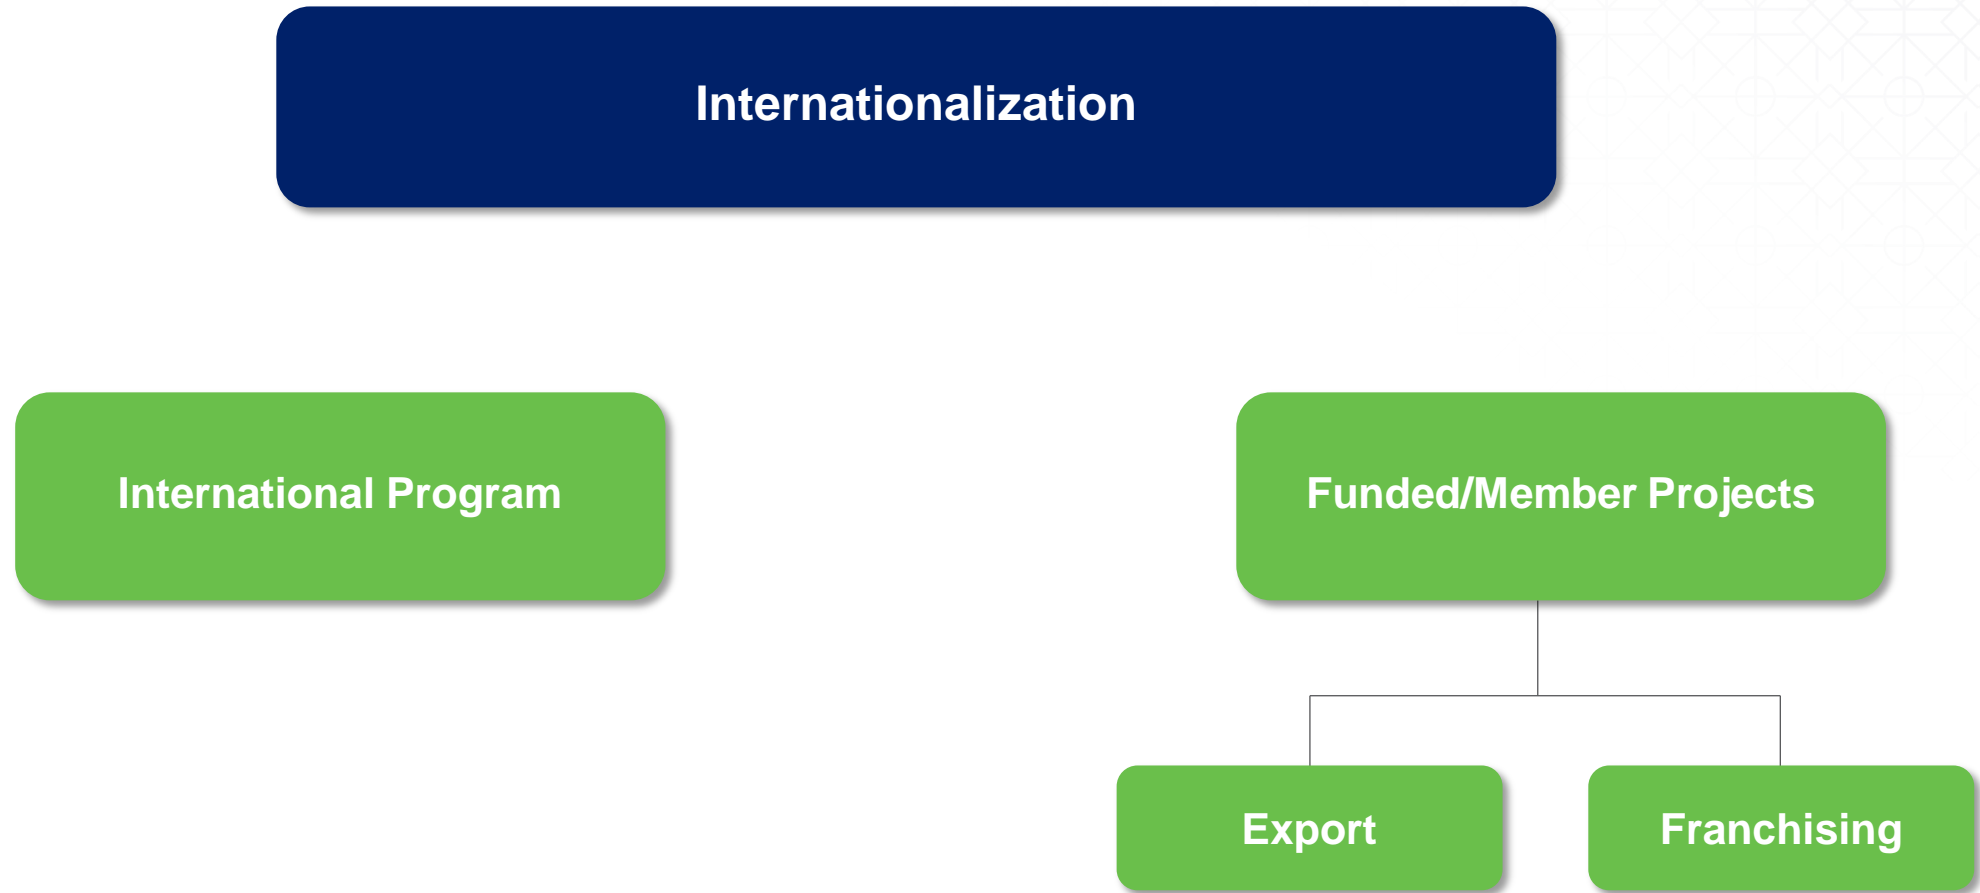 Internationalization
International Program
Funded/Member Projects
Export
Franchising